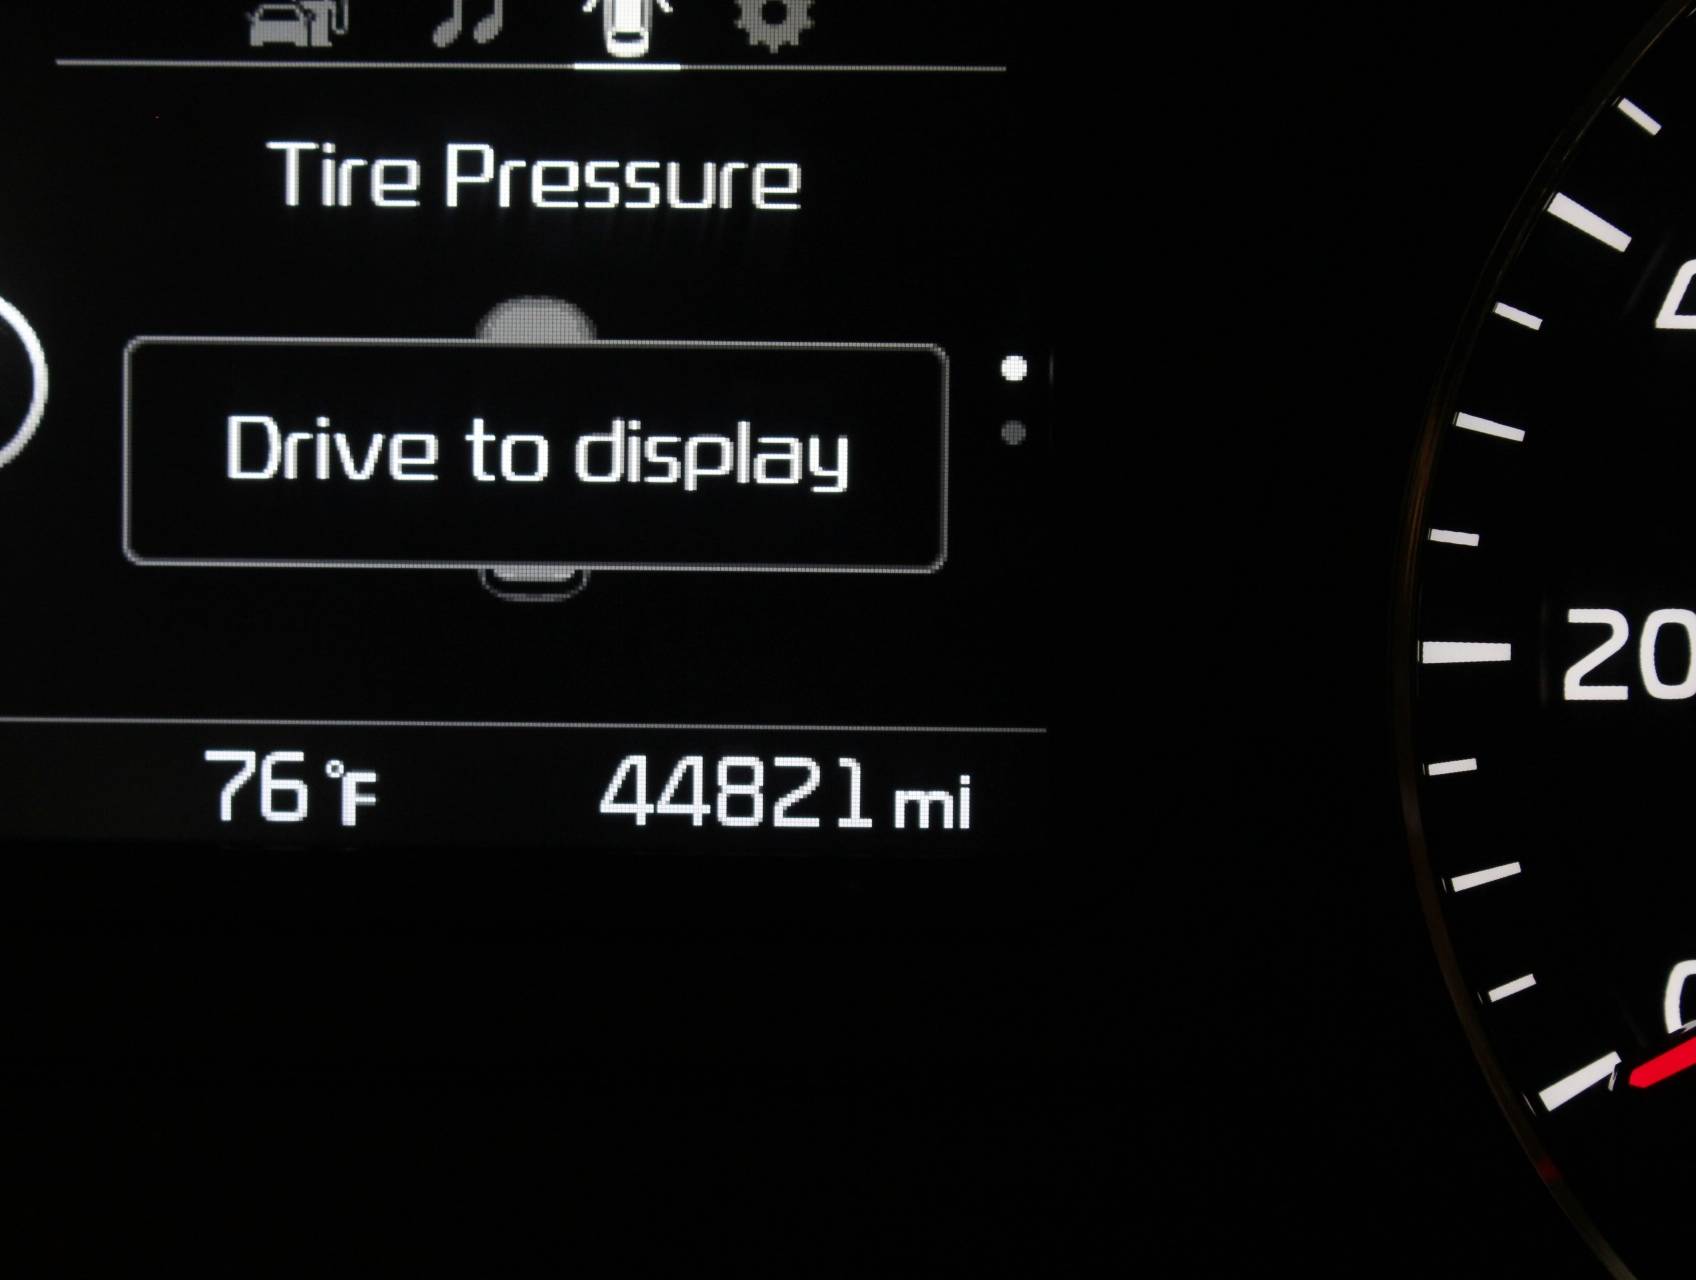 Tire Pressure
Drive to display
76 °F 44821 mi
20